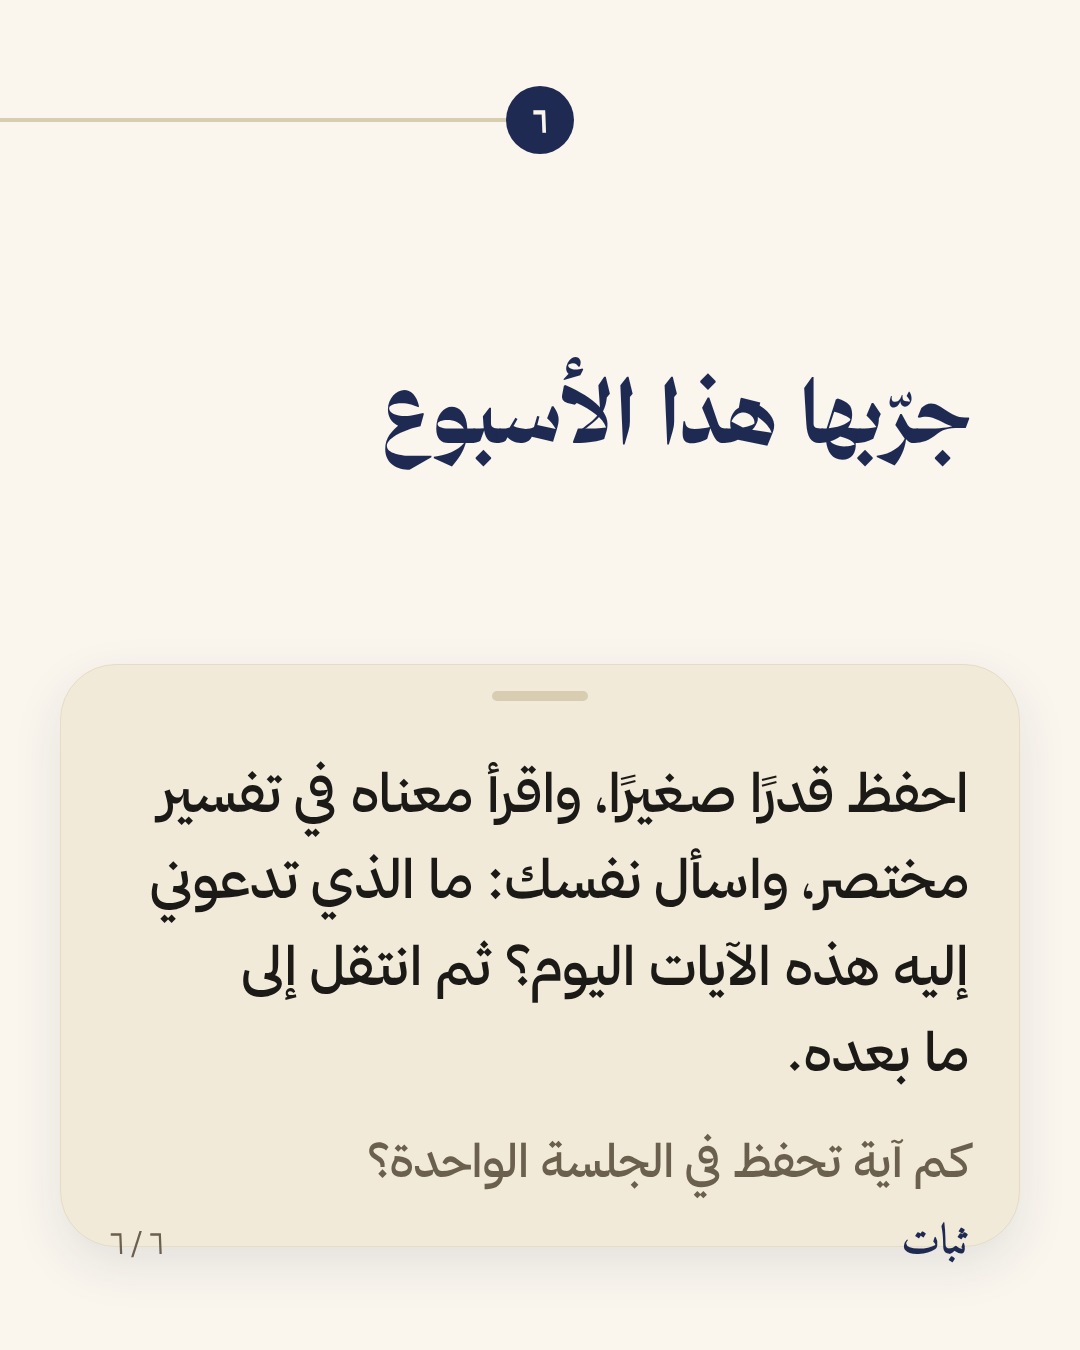 ٦
جرّبها هذا الأسبوع
احفظ قدرًا صغيرًا، واقرأ معناه في تفسير
مختصر، واسأل نفسك: ما الذي تدعوني
إليه هذه الآيات اليوم؟ ثم انتقل إلى
ما بعده.
كم آية تحفظ في الجلسة الواحدة؟
ثبات
٦ / ٦